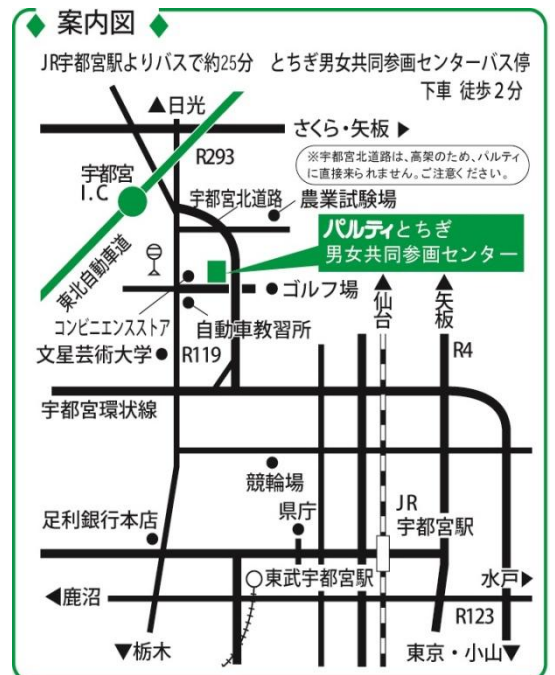 案内図
JR宇都宮駅よりバスで約25分 とちぎ男女共同参画センターバス停
下車 徒歩2分
▲日光
さくら・矢板▶
R293
※宇都宮北道路は、高架のため、パルティ
に直接来られません。ご注意ください。
宇都宮
I.C
宇都宮北道路
農業試験場
パルティとちぎ
男女共同参画センター
東北自動車道
ゴルフ場
▲仙台
▲矢板
コンビニエンスストア
自動車教習所
文星芸術大学
R119
R4
宇都宮環状線
競輪場
県庁
JR
宇都宮駅
足利銀行本店
東武宇都宮駅
水戸▶
◀鹿沼
R123
▼栃木
東京・小山▼